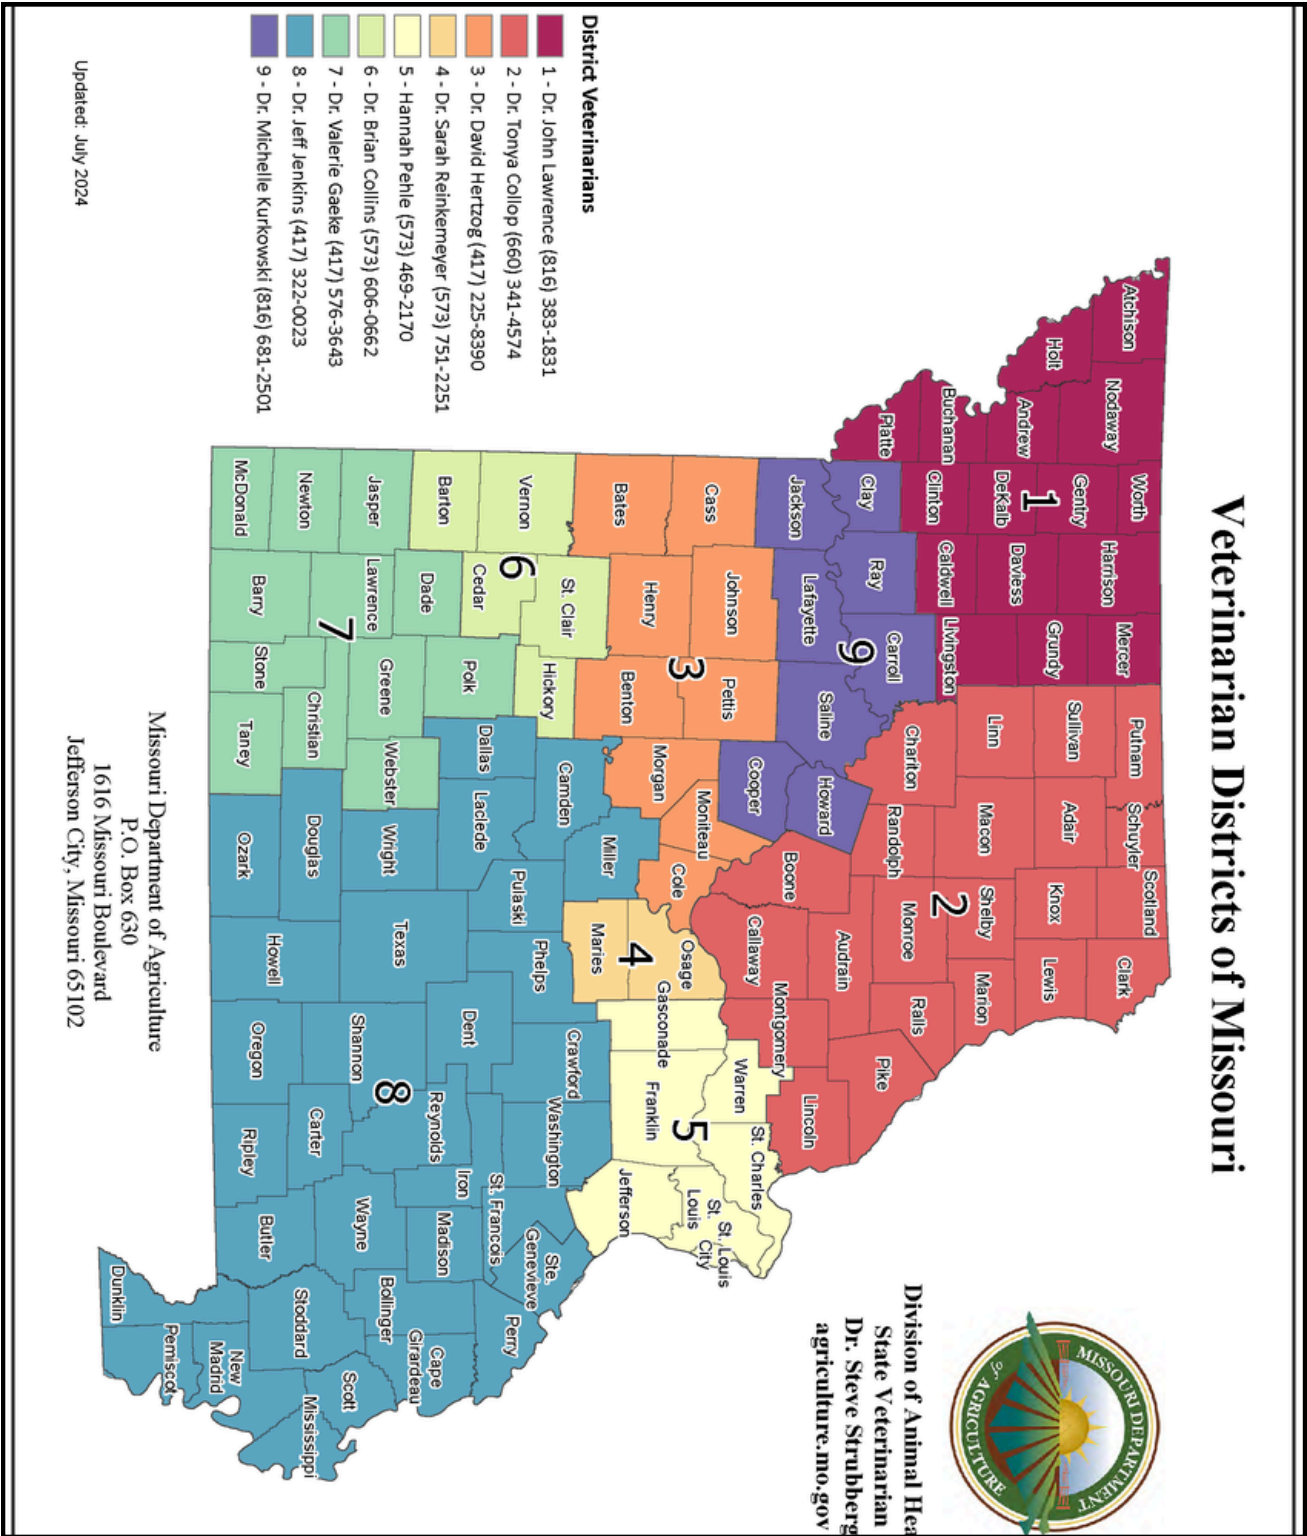 Veterinarian Districts of Missouri
MISSOURI DEPARTMENT
of AGRICULTURE
Division of Animal Hea
State Veterinarian
Dr. Steve Strubberg
agriculture.mo.gov
Atchison
Nodaway
Worth
Harrison
Mercer
Putnam
Schuyler
Scotland
Clark
Holt
Andrew
Gentry
1
DeKalb
Daviess
Grundy
Sullivan
Adair
Knox
Lewis
Buchanan
Clinton
Caldwell
Livingston
Linn
Macon
Shelby
2
Marion
Platte
Clay
Ray
Carroll
9
Chariton
Randolph
Monroe
Ralls
Pike
Jackson
Lafayette
Saline
Howard
Cooper
Boone
Audrain
Callaway
Montgomery
Lincoln
Warren
St. Charles
Cass
Johnson
Pettis
3
Bates
Henry
Benton
Morgan
Moniteau
Cole
Osage
4
Maries
Gasconade
Franklin
5
St.
Louis
St. Louis
City
Jefferson
Vernon
St. Clair
6
Cedar
Hickory
Camden
Miller
Pulaski
Phelps
Crawford
Washington
Barton
Dade
Polk
Dallas
Laclede
Dent
Reynolds
Iron
St. Francois
Ste.
Genevieve
Perry
Madison
Jasper
Lawrence
7
Greene
Webster
Wright
Texas
8
Shannon
Wayne
Bollinger
Cape
Girardeau
Newton
Barry
Stone
Christian
Douglas
Howell
Carter
Butler
Stoddard
Scott
Mississippi
McDonald
Taney
Ozark
Oregon
Ripley
New
Madrid
Pemiscot
Dunklin
District Veterinarians
1 - Dr. John Lawrence (816) 383-1831
2 - Dr. Tonya Collop (660) 341-4574
3 - Dr. David Hertzog (417) 225-8390
4 - Dr. Sarah Reinkemeyer (573) 751-2251
5 - Hannah Pehle (573) 469-2170
6 - Dr. Brian Collins (573) 606-0662
7 - Dr. Valerie Gaeke (417) 576-3643
8 - Dr. Jeff Jenkins (417) 322-0023
9 - Dr. Michelle Kurkowski (816) 681-2501
Missouri Department of Agriculture
P.O. Box 630
1616 Missouri Boulevard
Jefferson City, Missouri 65102
Updated: July 2024